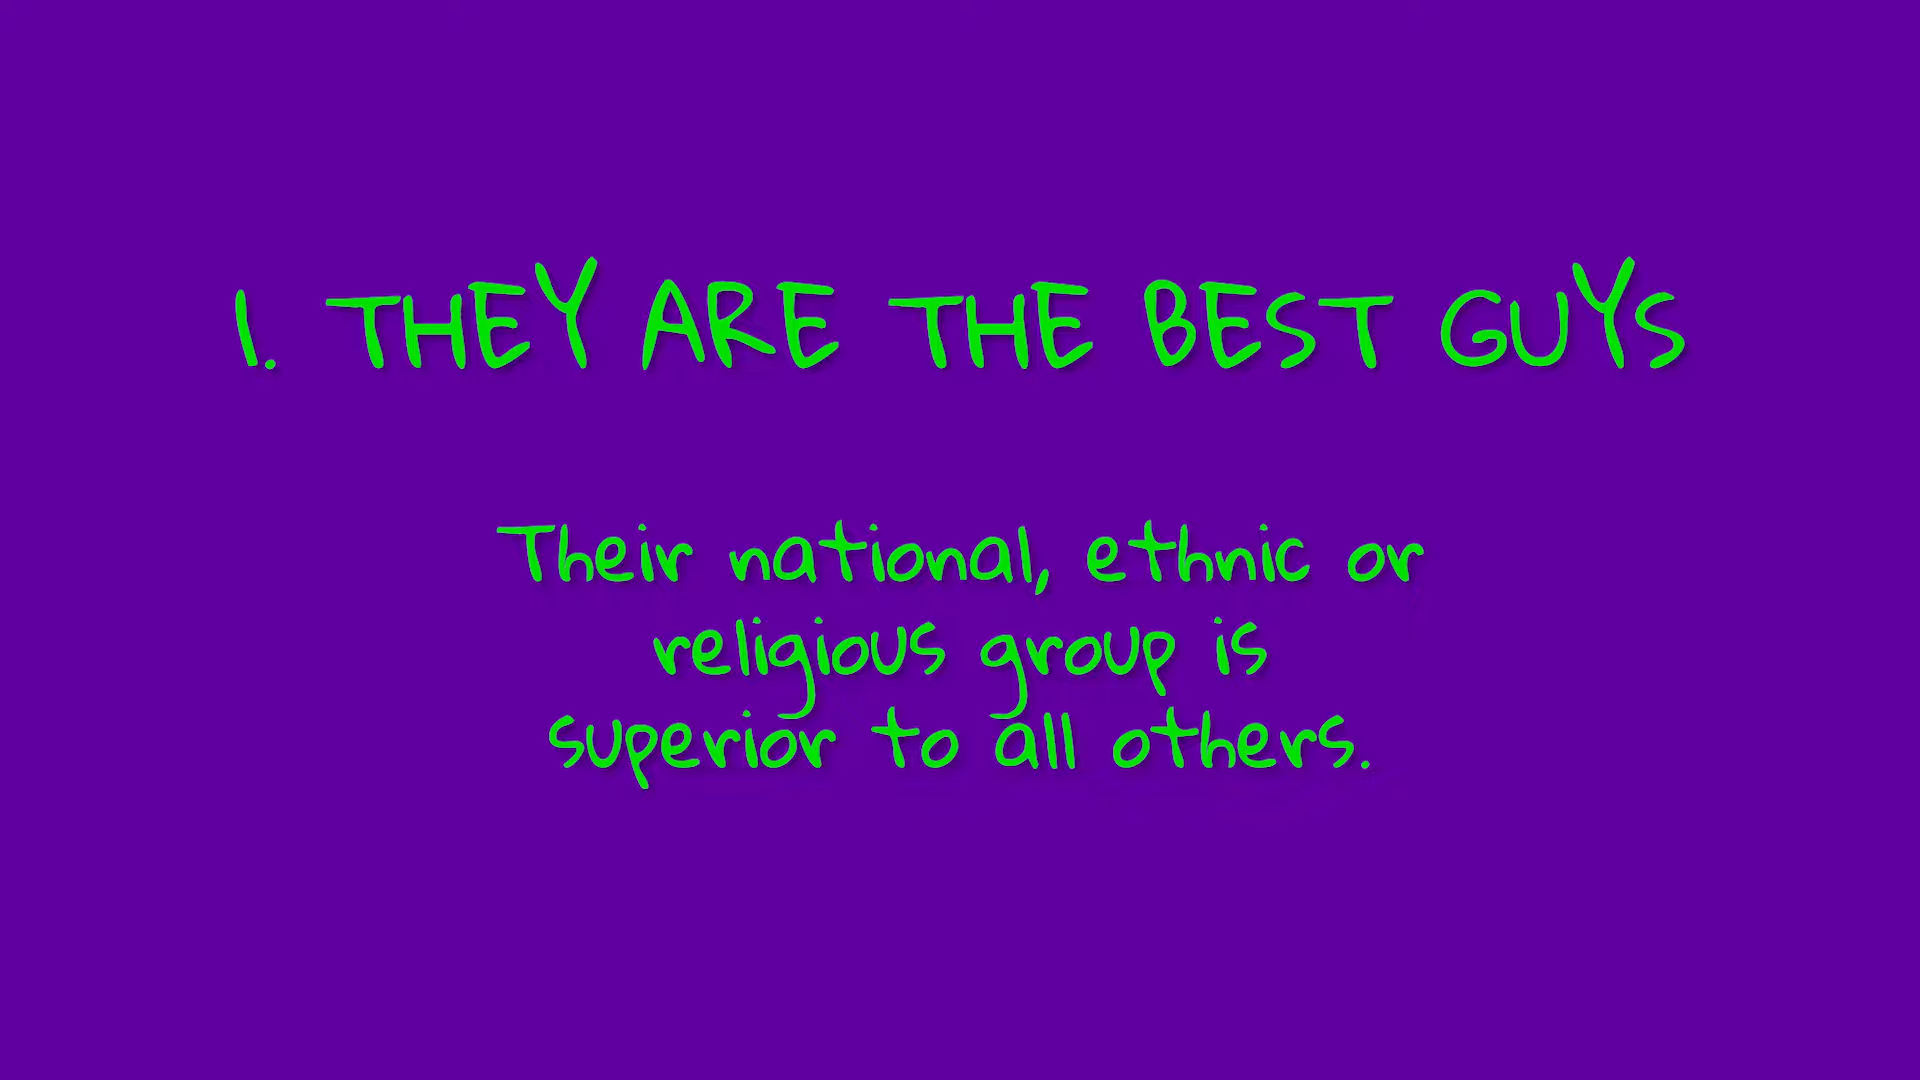 1. THEY ARE THE BEST GUYS
Their national, ethnic or
religious group is
superior to all others.